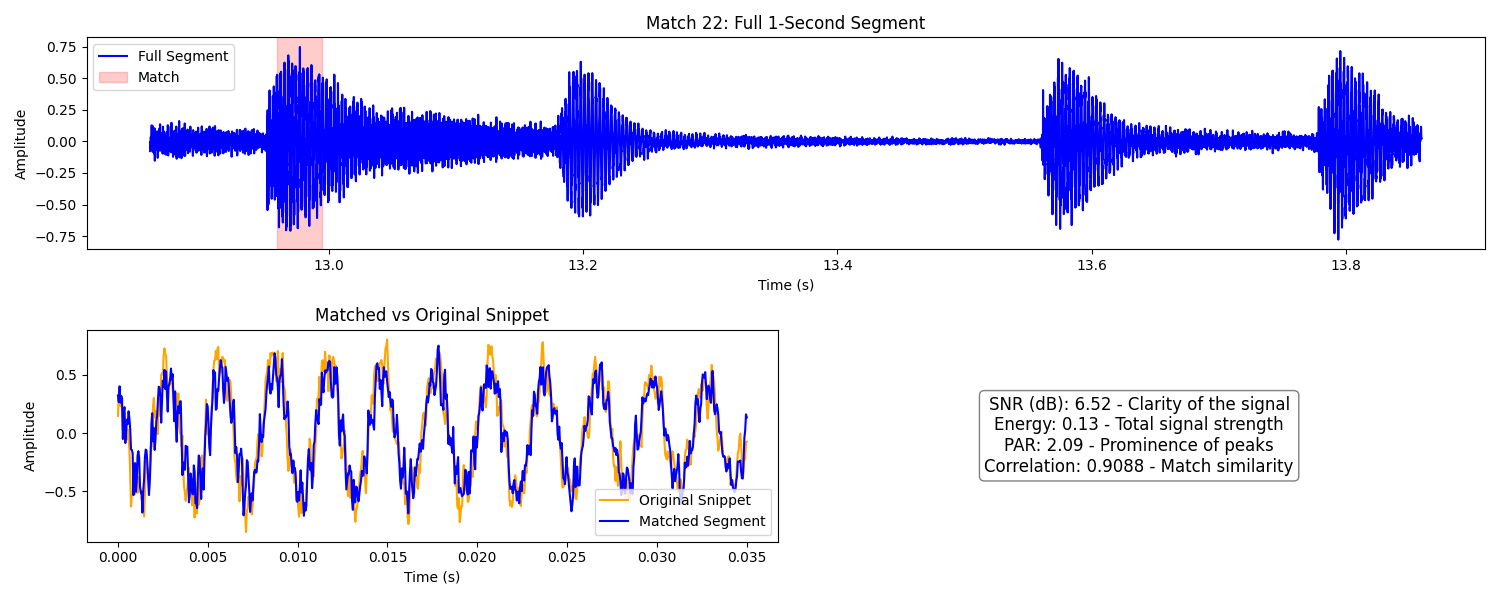 Match 22: Full 1-Second Segment
Full Segment
Match
Amplitude
0.75
0.50
0.25
0.00
−0.25
−0.50
−0.75
13.0 13.2 13.4 13.6 13.8
Time (s)
Matched vs Original Snippet
Amplitude
0.5
0.0
−0.5
Original Snippet
Matched Segment
0.000 0.005 0.010 0.015 0.020 0.025 0.030 0.035
Time (s)
SNR (dB): 6.52 - Clarity of the signal
Energy: 0.13 - Total signal strength
PAR: 2.09 - Prominence of peaks
Correlation: 0.9088 - Match similarity